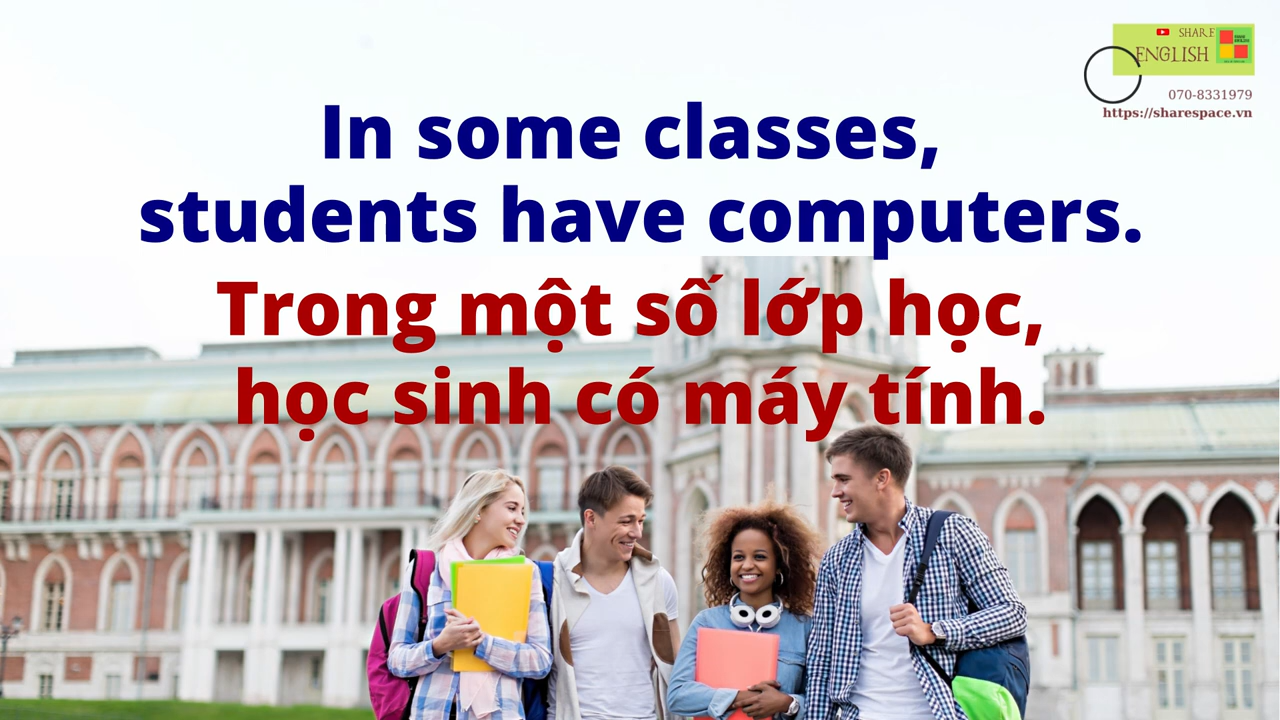 SHARE
ENGLISH
070-8331979
https://sharespace.vn
In some classes,
students have computers.
Trong một số lớp học,
học sinh có máy tính.